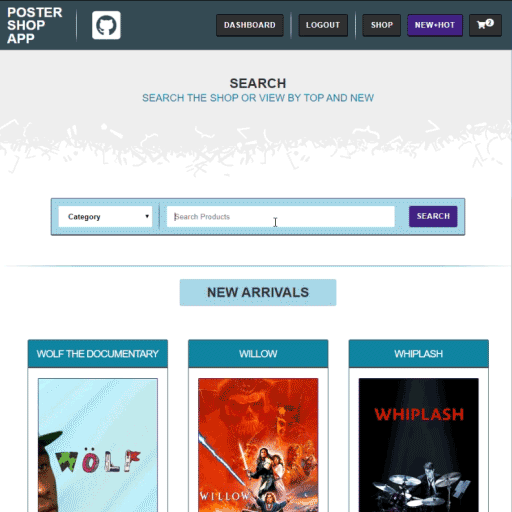 POSTER
SHOP
APP
DASHBOARD
LOGOUT
SHOP
NEW+HOT
2
SEARCH
SEARCH THE SHOP OR VIEW BY TOP AND NEW
Category
Search Products
SEARCH
NEW ARRIVALS
WOLF THE DOCUMENTARY
WILLOW
WHIPLASH
WÖLF
WILLOW
WHIPLASH